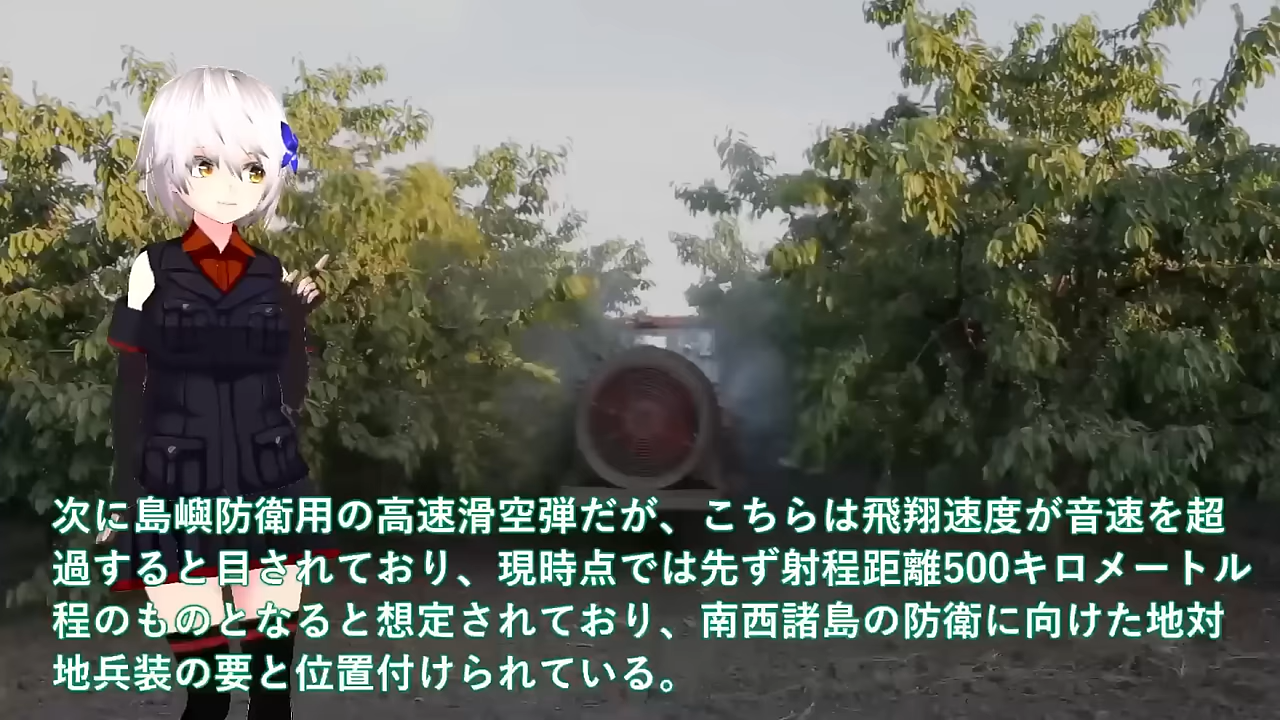 次に島嶼防衛用の高速滑空弾だが、こちらは飛翔速度が音速を超
過すると目されており、現時点では先ず射程距離500キロメートル
程のものとなると想定されており、南西諸島の防衛に向けた地対
地兵装の要と位置付けられている。